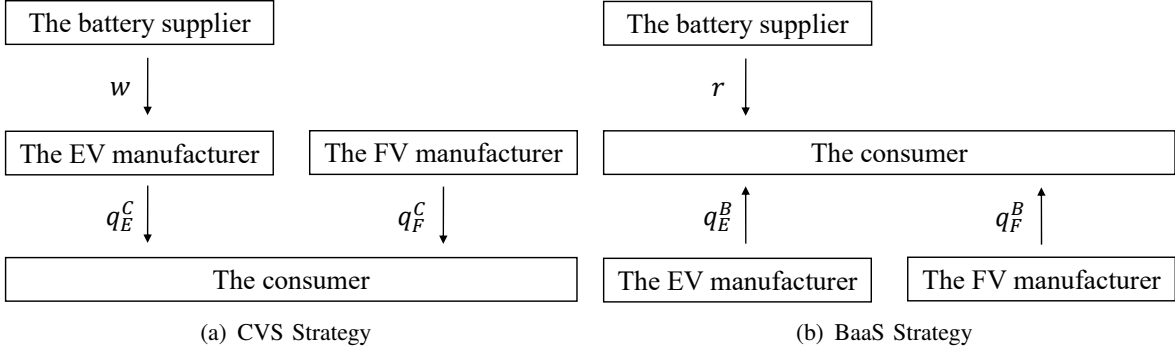 The battery supplier
w
The EV manufacturer
The FV manufacturer
q_E^C
q_F^C
The consumer
(a) CVS Strategy
The battery supplier
r
The consumer
q_E^B
q_F^B
The EV manufacturer
The FV manufacturer
(b) BaaS Strategy